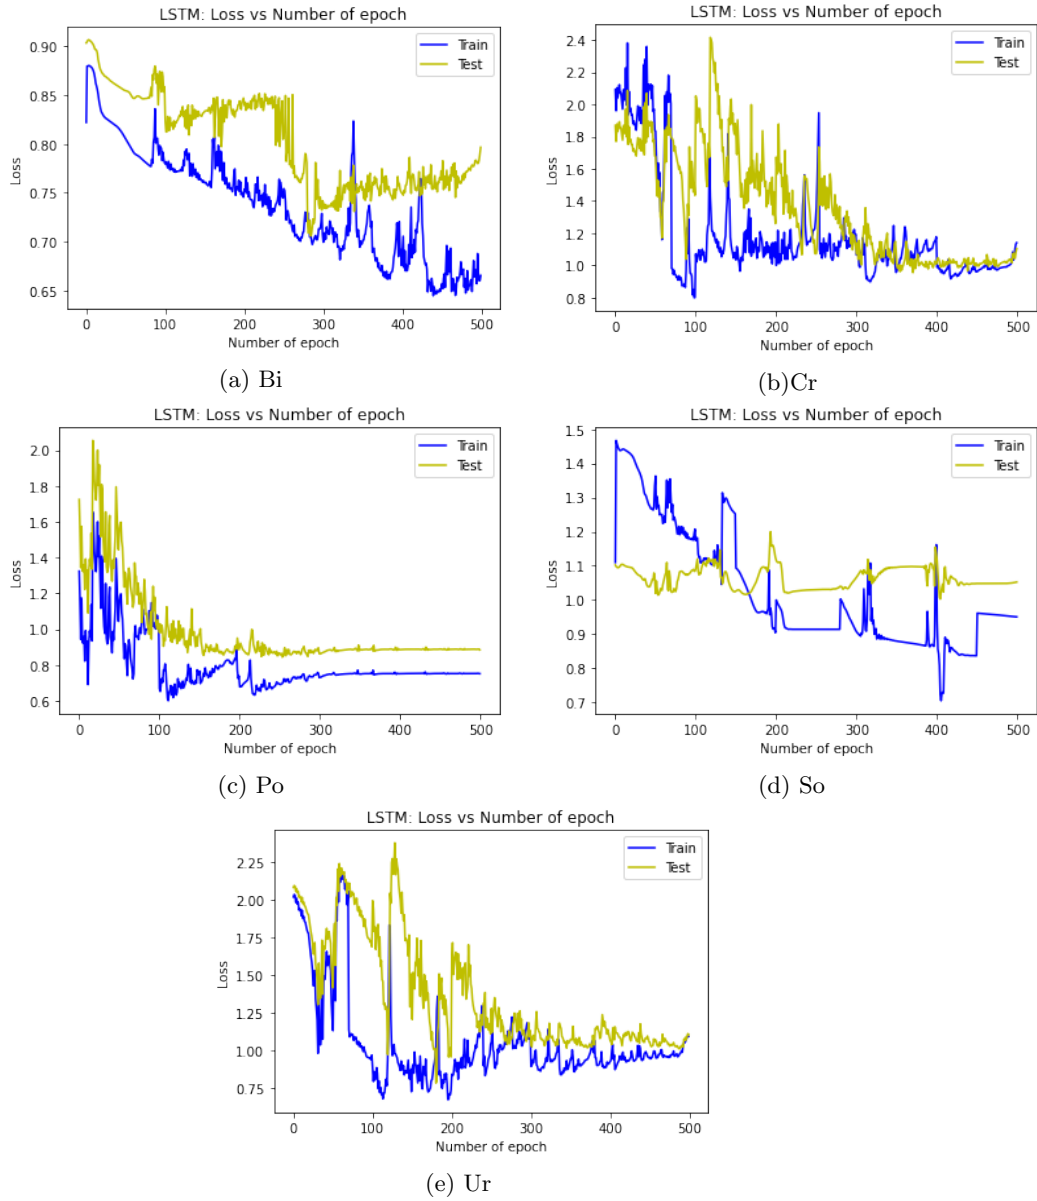 LSTM: Loss vs Number of epoch
Train
Test
Loss
0.90
0.85
0.80
0.75
0.70
0.65
0 100 200 300 400 500
Number of epoch
(a) Bi
LSTM: Loss vs Number of epoch
Train
Test
Loss
2.4
2.2
2.0
1.8
1.6
1.4
1.2
1.0
0.8
0 100 200 300 400 500
Number of epoch
(b)Cr
LSTM: Loss vs Number of epoch
Train
Test
Loss
2.0
1.8
1.6
1.4
1.2
1.0
0.8
0.6
0 100 200 300 400 500
Number of epoch
(c) Po
LSTM: Loss vs Number of epoch
Train
Test
Loss
1.5
1.4
1.3
1.2
1.1
1.0
0.9
0.8
0.7
0 100 200 300 400 500
Number of epoch
(d) So
LSTM: Loss vs Number of epoch
Train
Test
Loss
2.25
2.00
1.75
1.50
1.25
1.00
0.75
0 100 200 300 400 500
Number of epoch
(e) Ur